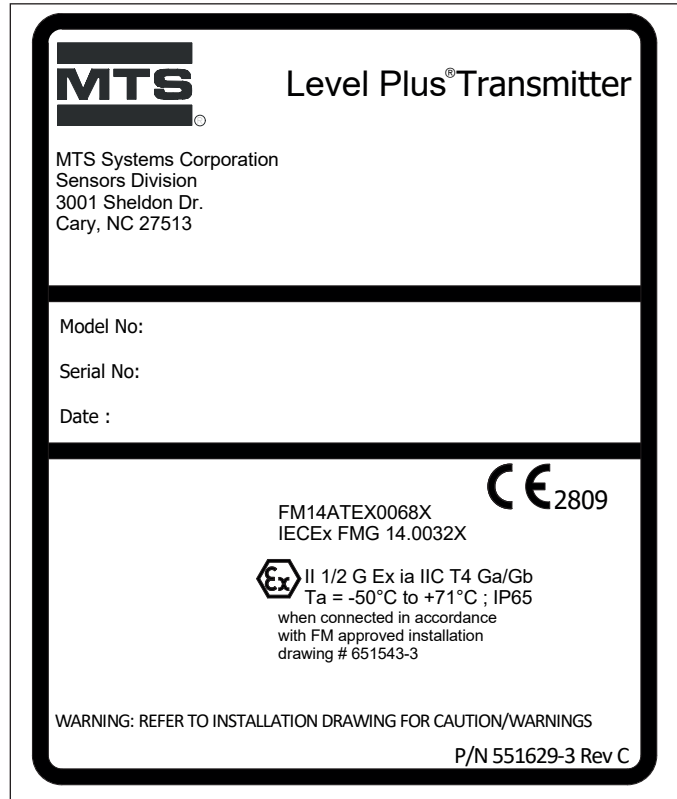 MTS
®
Level Plus®Transmitter
MTS Systems Corporation
Sensors Division
3001 Sheldon Dr.
Cary, NC 27513
Model No:
Serial No:
Date :
CE 2809
FM14ATEX0068X
IECEx FMG 14.0032X
Ex II 1/2 G Ex ia IIC T4 Ga/Gb
Ta = -50°C to +71°C ; IP65
when connected in accordance
with FM approved installation
drawing # 651543-3
WARNING: REFER TO INSTALLATION DRAWING FOR CAUTION/WARNINGS
P/N 551629-3 Rev C